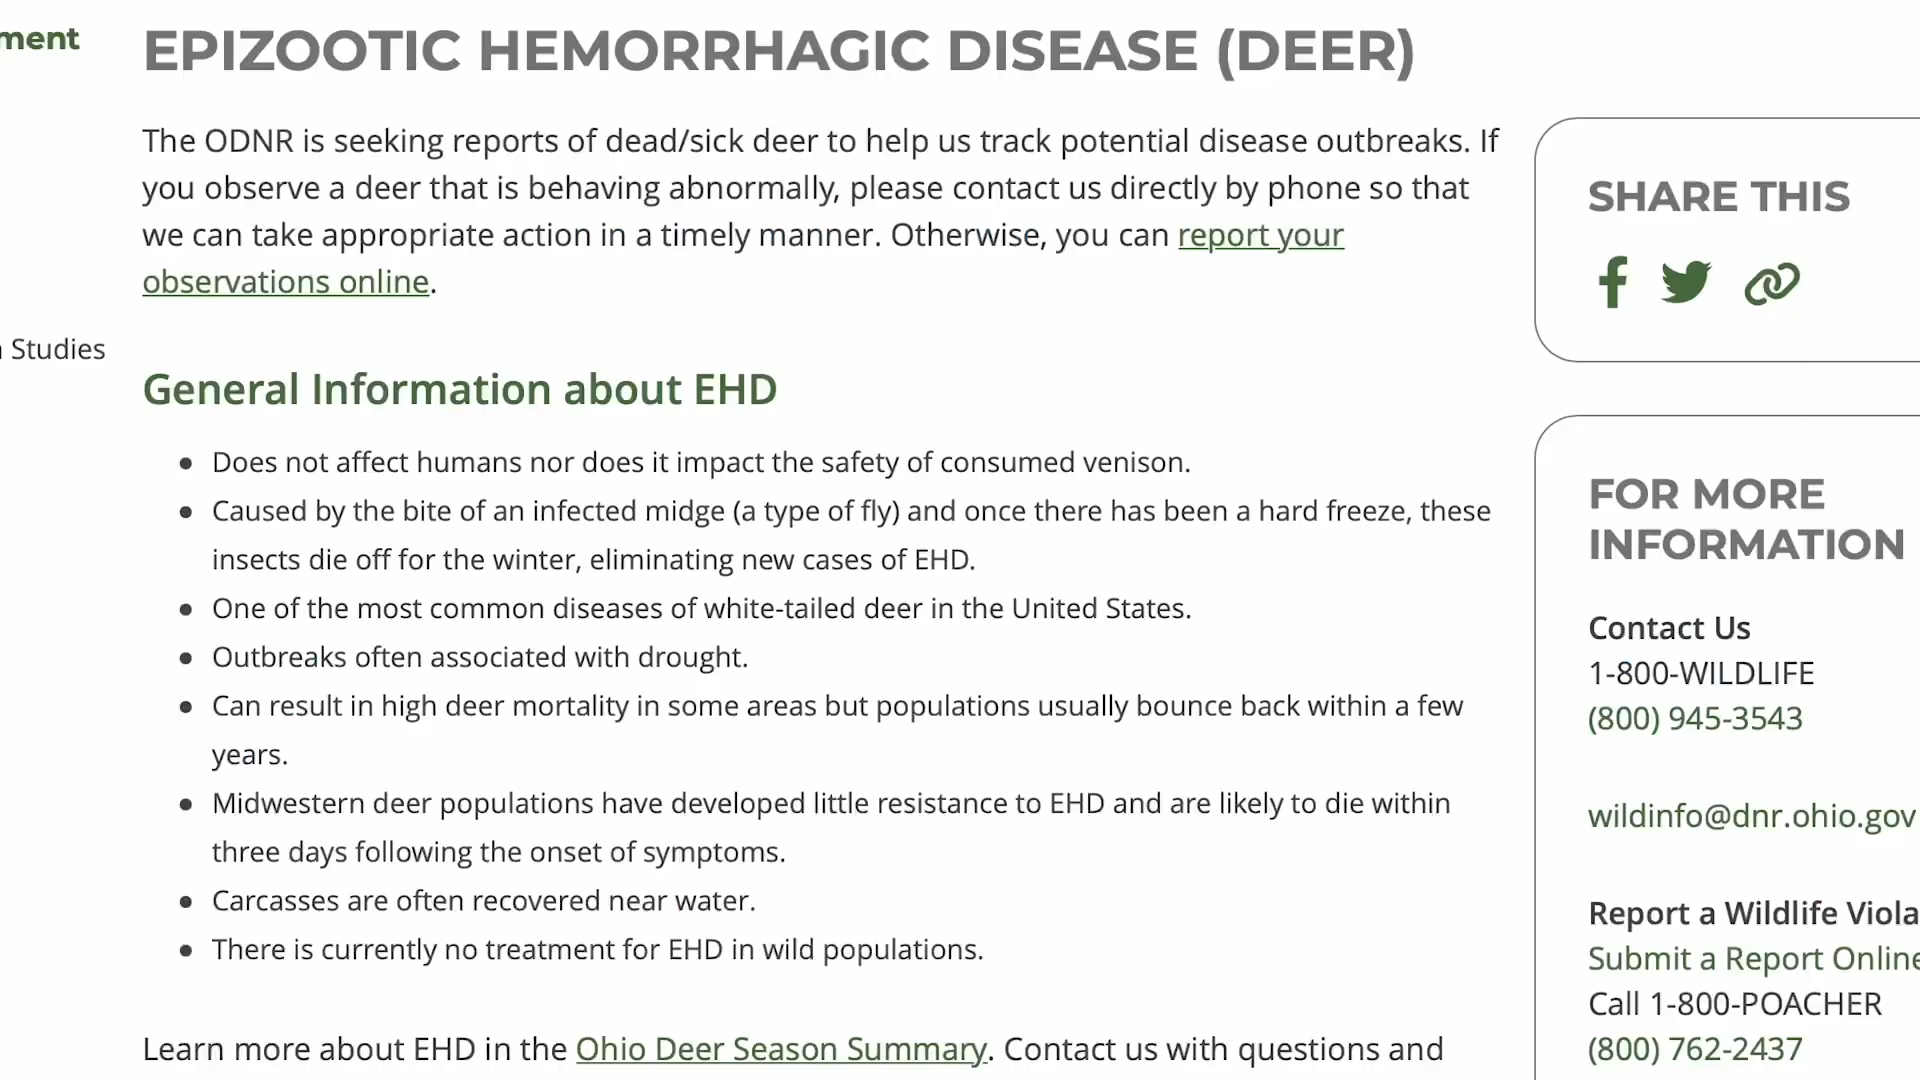 ment
EPIZOOTIC HEMORRHAGIC DISEASE (DEER)
The ODNR is seeking reports of dead/sick deer to help us track potential disease outbreaks. If
you observe a deer that is behaving abnormally, please contact us directly by phone so that
we can take appropriate action in a timely manner. Otherwise, you can report your
observations online.
Studies
General Information about EHD
• Does not affect humans nor does it impact the safety of consumed venison.
• Caused by the bite of an infected midge (a type of fly) and once there has been a hard freeze, these
insects die off for the winter, eliminating new cases of EHD.
• One of the most common diseases of white-tailed deer in the United States.
• Outbreaks often associated with drought.
• Can result in high deer mortality in some areas but populations usually bounce back within a few
years.
• Midwestern deer populations have developed little resistance to EHD and are likely to die within
three days following the onset of symptoms.
• Carcasses are often recovered near water.
• There is currently no treatment for EHD in wild populations.
Learn more about EHD in the Ohio Deer Season Summary. Contact us with questions and
SHARE THIS
FOR MORE
INFORMATION
Contact Us
1-800-WILDLIFE
(800) 945-3543
wildinfo@dnr.ohio.gov
Report a Wildlife Viola
Submit a Report Online
Call 1-800-POACHER
(800) 762-2437